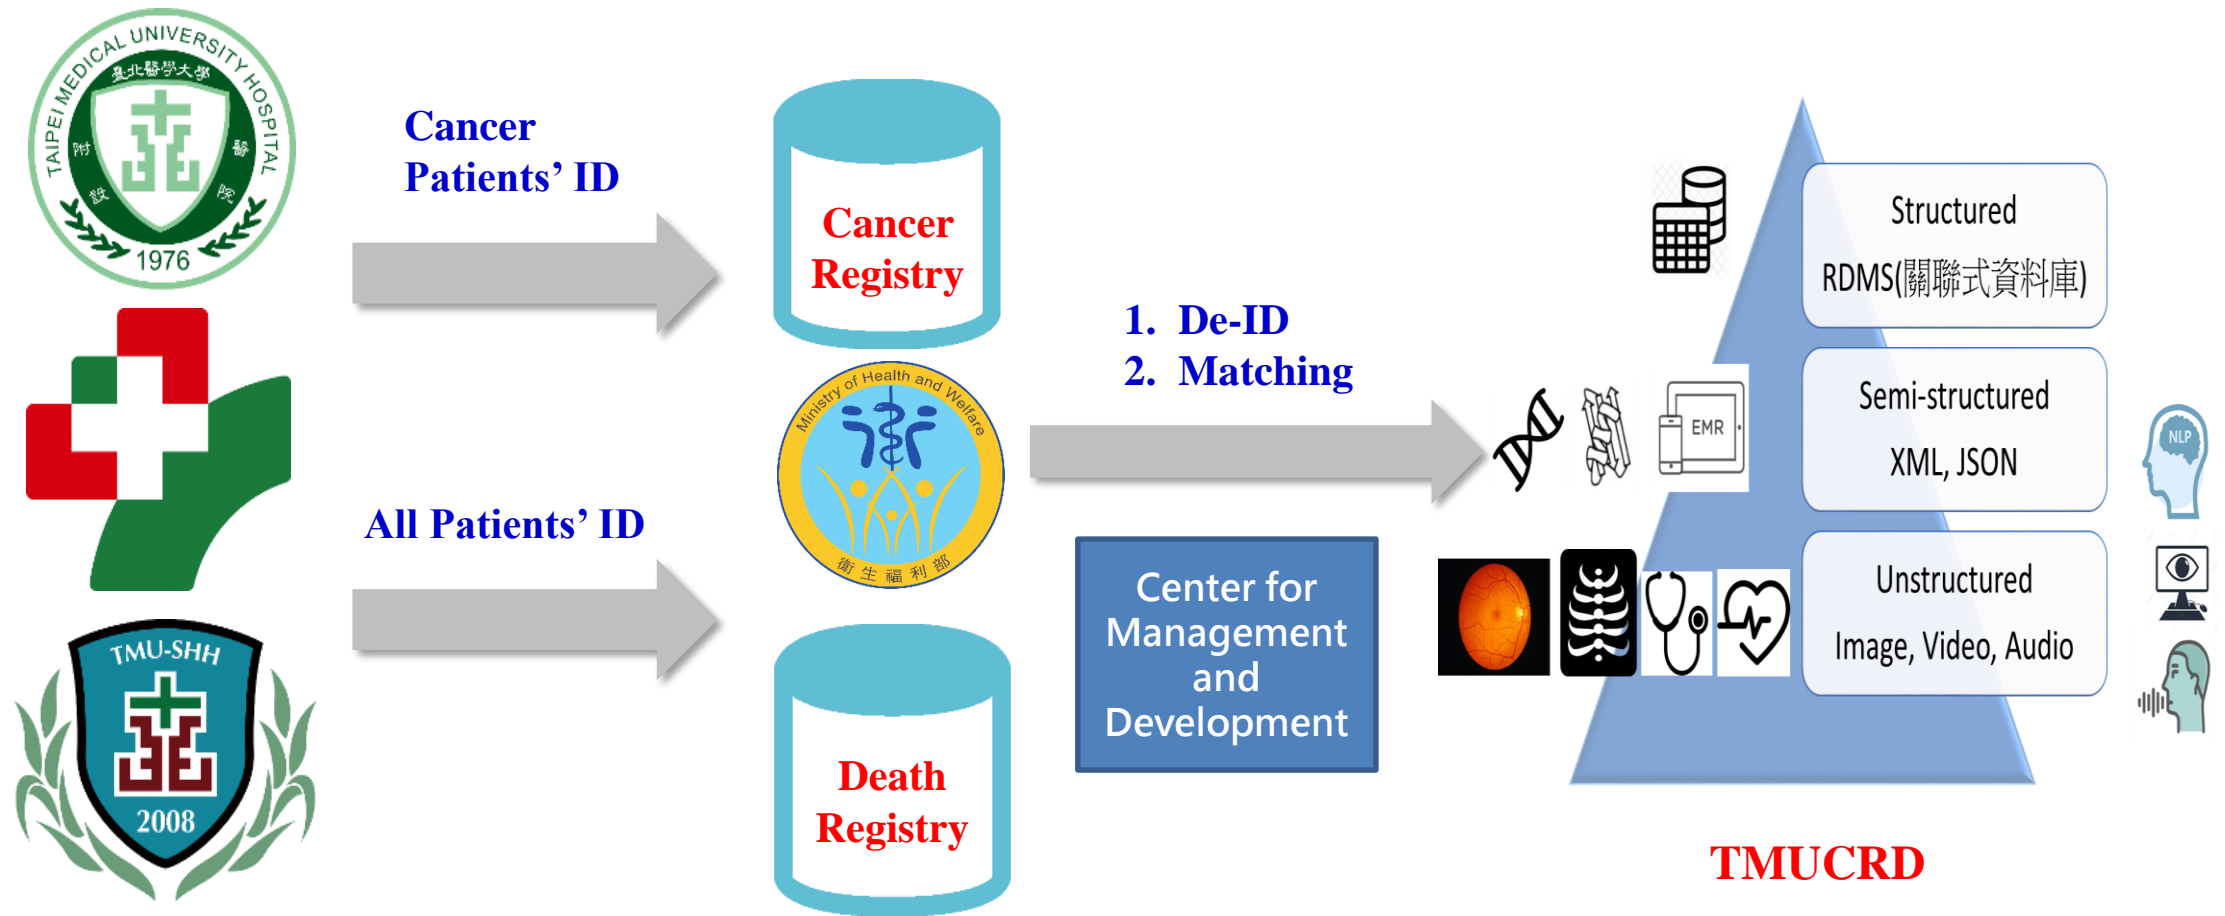 TAIPEI MEDICAL UNIVERSITY HOSPITAL
臺北醫學大學
附設醫院
1976
TMU-SHH
2008
Cancer
Patients’ ID
All Patients’ ID
Cancer
Registry
Ministry of Health and Welfare
衛生福利部
Death
Registry
1. De-ID
2. Matching
Center for
Management
and
Development
Structured
RDMS(關聯式資料庫)
EMR
Semi-structured
XML, JSON
NLP
Unstructured
Image, Video, Audio
TMUCRD